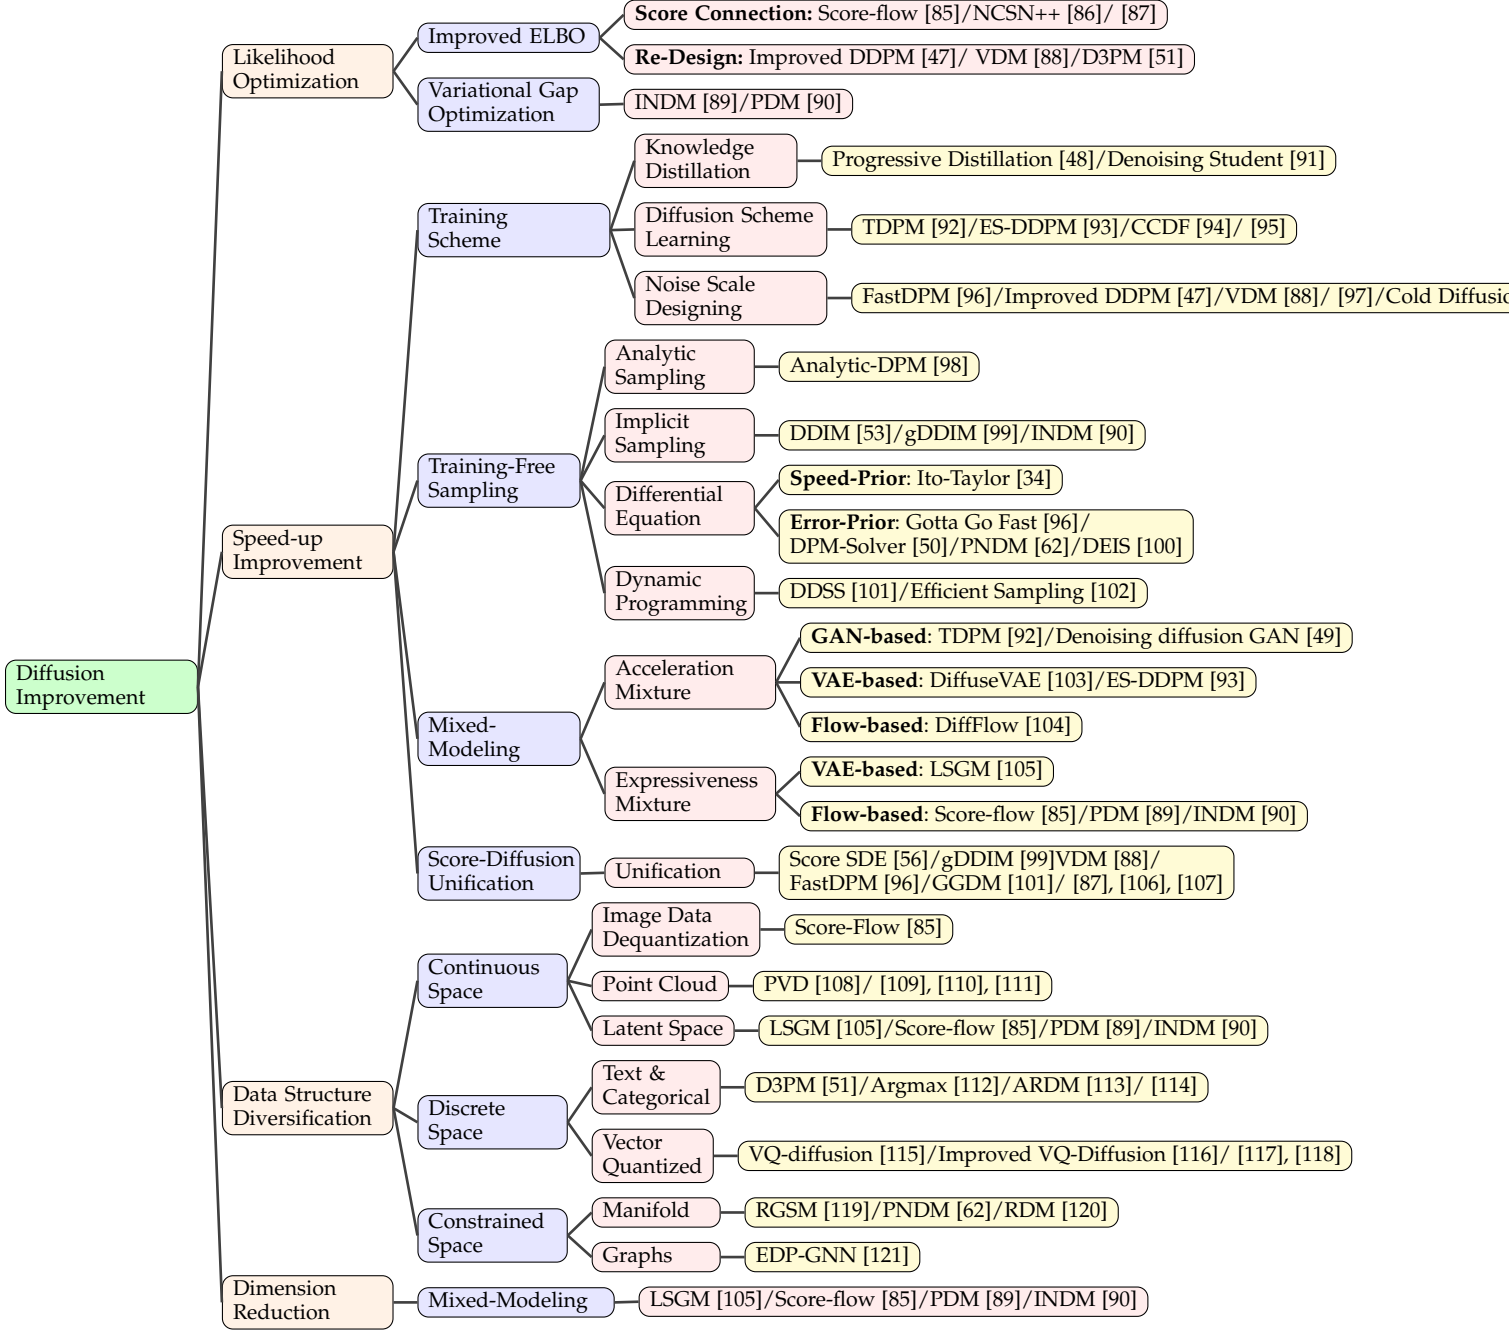 Score Connection: Score-flow [85]/NCSN++ [86]/ [87]
Improved ELBO
Re-Design: Improved DDPM [47]/ VDM [88]/D3PM [51]
Likelihood
Optimization
Variational Gap
Optimization
INDM [89]/PDM [90]
Knowledge
Distillation
Progressive Distillation [48]/Denoising Student [91]
Training
Scheme
Diffusion Scheme
Learning
TDPM [92]/ES-DDPM [93]/CCDF [94]/ [95]
Noise Scale
Designing
FastDPM [96]/Improved DDPM [47]/VDM [88]/ [97]/Cold
Analytic
Sampling
Analytic-DPM [98]
Implicit
Sampling
DDIM [53]/gDDIM [99]/INDM [90]
Training-Free
Sampling
Differential
Equation
Speed-Prior: Ito-Taylor [34]
Error-Prior: Gotta Go Fast [96]/
DPM-Solver [50]/PNDM [62]/DEIS [100]
Speed-up
Improvement
Dynamic
Programming
DDSS [101]/Efficient Sampling [102]
Diffusion
Improvement
GAN-based: TDPM [92]/Denoising diffusion GAN [49]
Acceleration
Mixture
VAE-based: DiffuseVAE [103]/ES-DDPM [93]
Flow-based: DiffFlow [104]
Mixed-
Modeling
VAE-based: LSGM [105]
Expressiveness
Mixture
Flow-based: Score-flow [85]/PDM [89]/INDM [90]
Score-Diffusion
Unification
Unification
Score SDE [56]/gDDIM [99]VDM [88]/
FastDPM [96]/GGDM [101]/ [87], [106], [107]
Image Data
Dequantization
Score-Flow [85]
Continuous
Space
Point Cloud
PVD [108]/ [109], [110], [111]
Latent Space
LSGM [105]/Score-flow [85]/PDM [89]/INDM [90]
Data Structure
Diversification
Text &
Categorical
D3PM [51]/Argmax [112]/ARDM [113]/ [114]
Discrete
Space
Vector
Quantized
VQ-diffusion [115]/Improved VQ-Diffusion [116]/ [117], [118]
Manifold
RGSM [119]/PNDM [62]/RDM [120]
Constrained
Space
Graphs
EDP-GNN [121]
Dimension
Reduction
Mixed-Modeling
LSGM [105]/Score-flow [85]/PDM [89]/INDM [90]